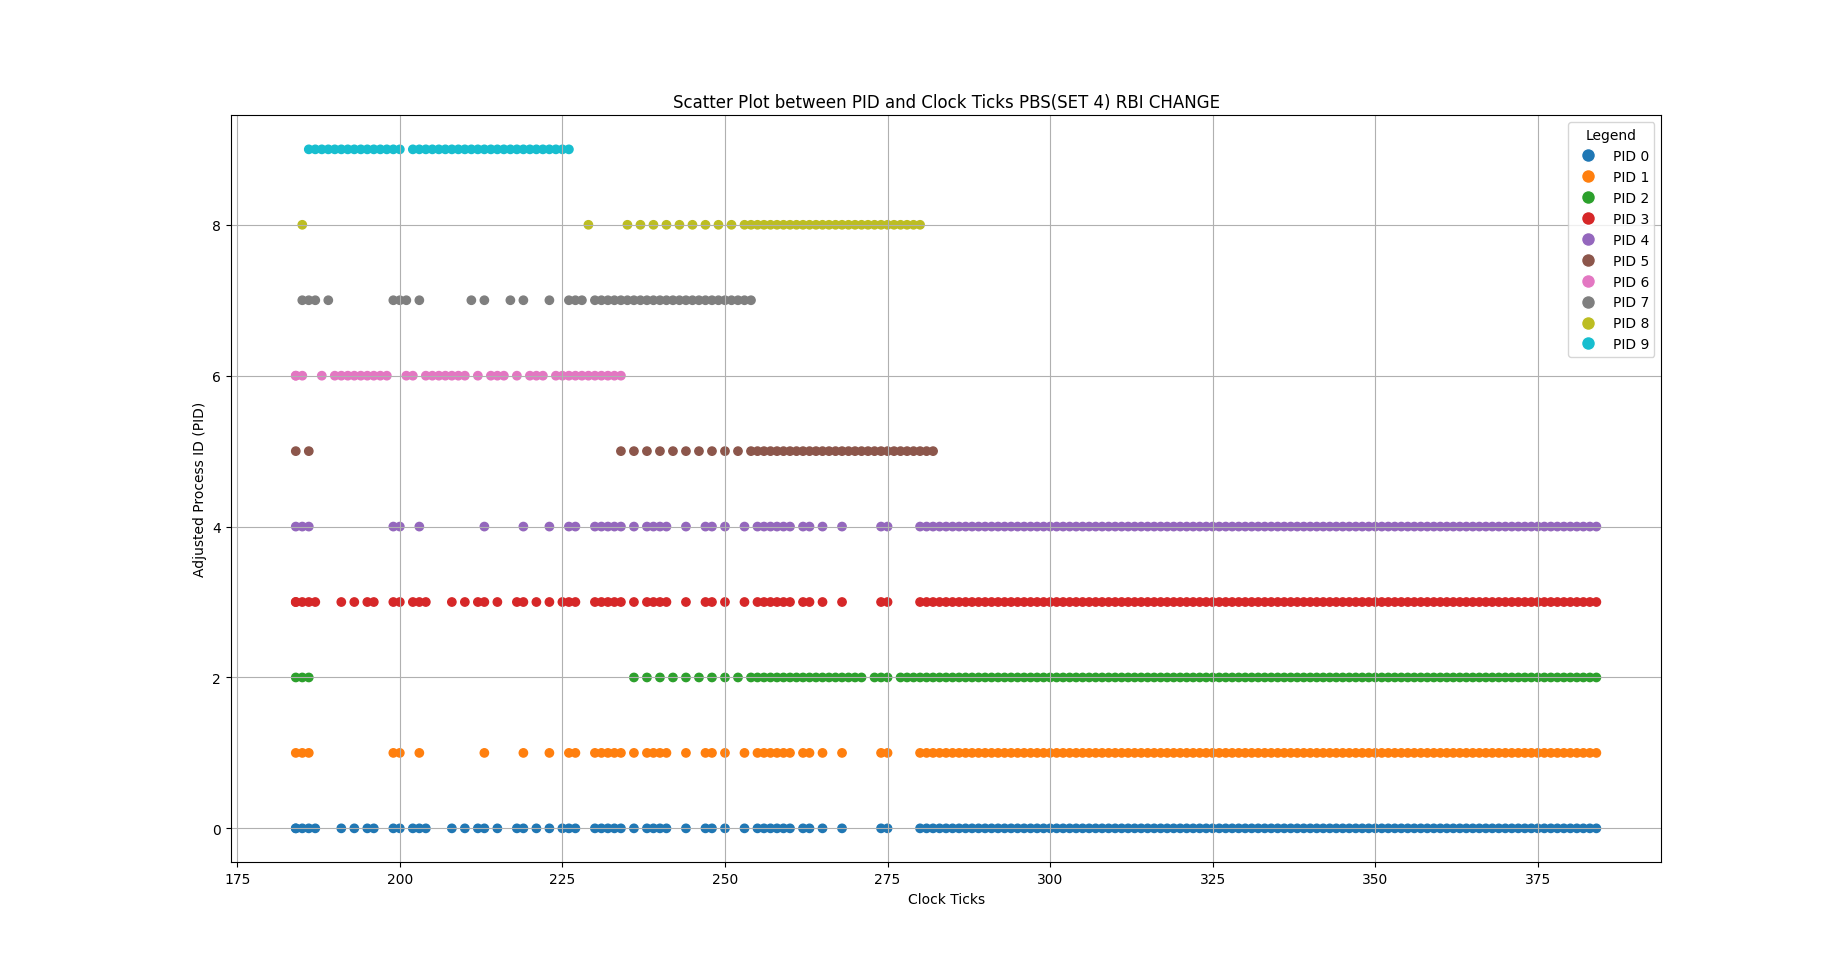 Scatter Plot between PID and Clock Ticks PBS(SET 4) RBI CHANGE
Legend
PID 0
PID 1
PID 2
PID 3
PID 4
PID 5
PID 6
PID 7
PID 8
PID 9
Adjusted Process ID (PID)
8
6
4
2
0
175 200 225 250 275 300 325 350 375
Clock Ticks